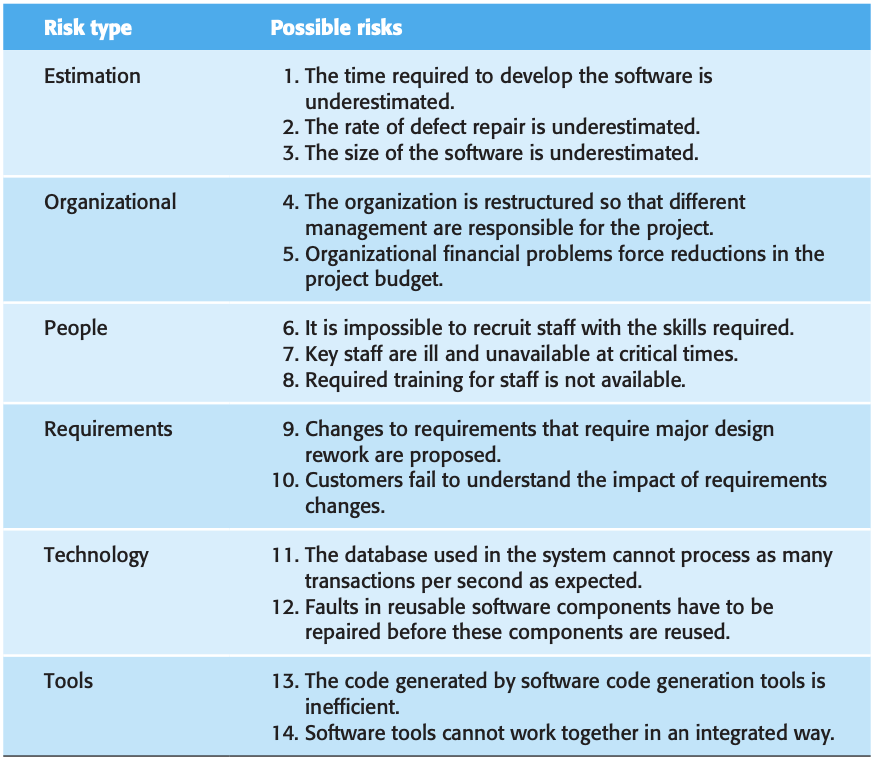 Risk type Possible risks
Estimation 1. The time required to develop the software is
underestimated.
2. The rate of defect repair is underestimated.
3. The size of the software is underestimated.
Organizational 4. The organization is restructured so that different
management are responsible for the project.
5. Organizational financial problems force reductions in the
project budget.
People 6. It is impossible to recruit staff with the skills required.
7. Key staff are ill and unavailable at critical times.
8. Required training for staff is not available.
Requirements 9. Changes to requirements that require major design
rework are proposed.
10. Customers fail to understand the impact of requirements
changes.
Technology 11. The database used in the system cannot process as many
transactions per second as expected.
12. Faults in reusable software components have to be
repaired before these components are reused.
Tools 13. The code generated by software code generation tools is
inefficient.
14. Software tools cannot work together in an integrated way.